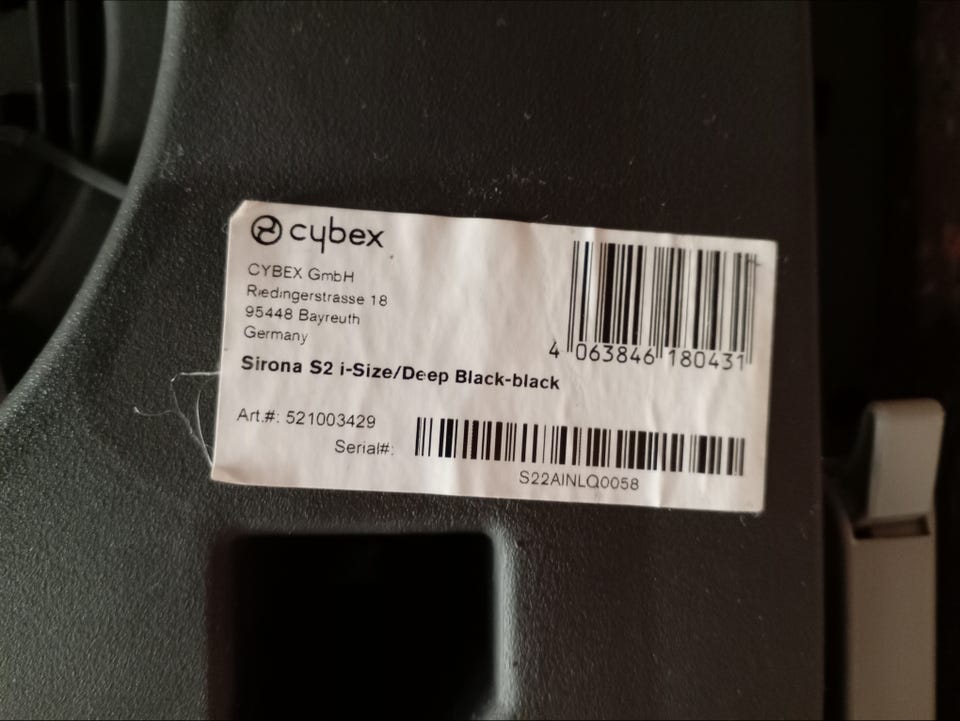 cybex
CYBEX GmbH
Riedingerstrasse 18
95448 Bayreuth
Germany
4 063846 180431
Sirona S2 i-Size/Deep Black-black
Art.#: 521003429
Serial#:
S22AINLQ0058